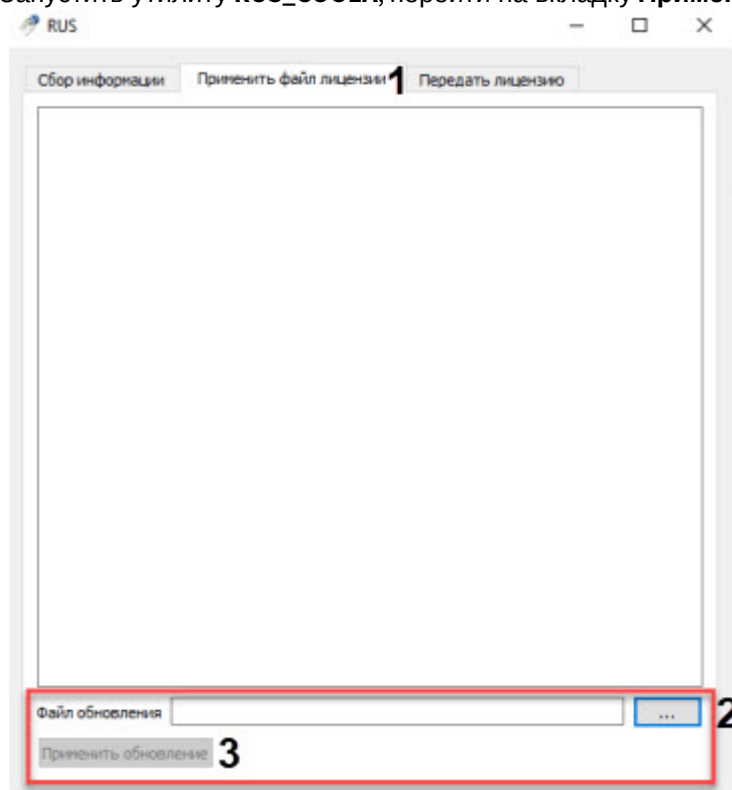 RUS
Сбор информации Применить файл лицензии 1 Передать лицензию
Файл обновления ... 2
Применить обновление 3